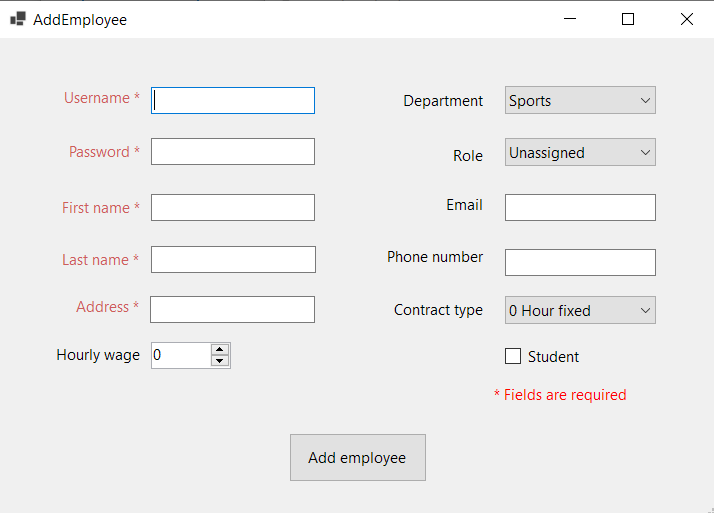 AddEmployee
Username *
Password *
First name *
Last name *
Address *
Hourly wage 0
Department Sports
Role Unassigned
Email
Phone number
Contract type 0 Hour fixed
Student
* Fields are required
Add employee